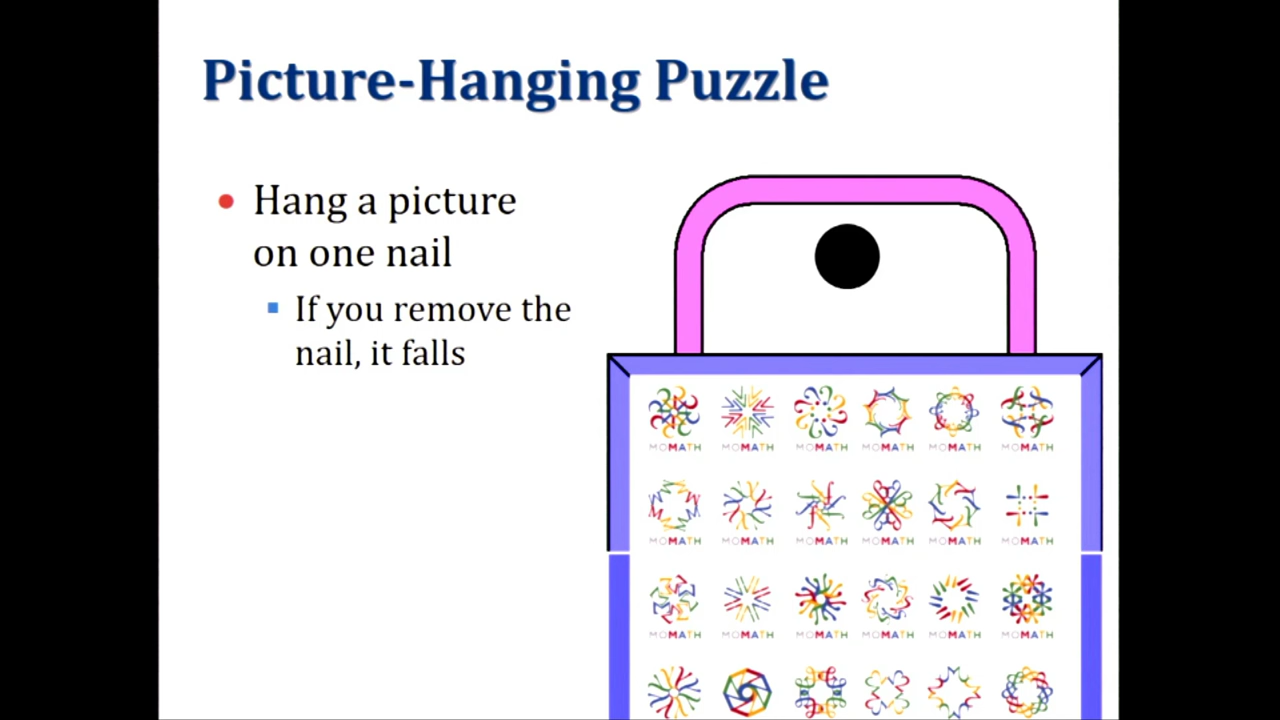 Picture-Hanging Puzzle
Hang a picture
on one nail
If you remove the
nail, it falls
MOMATH MOMATH MOMATH MOMATH MOMATH MOMATH
MOMATH MOMATH MOMATH MOMATH MOMATH MOMATH
MOMATH MOMATH MOMATH MOMATH MOMATH MOMATH